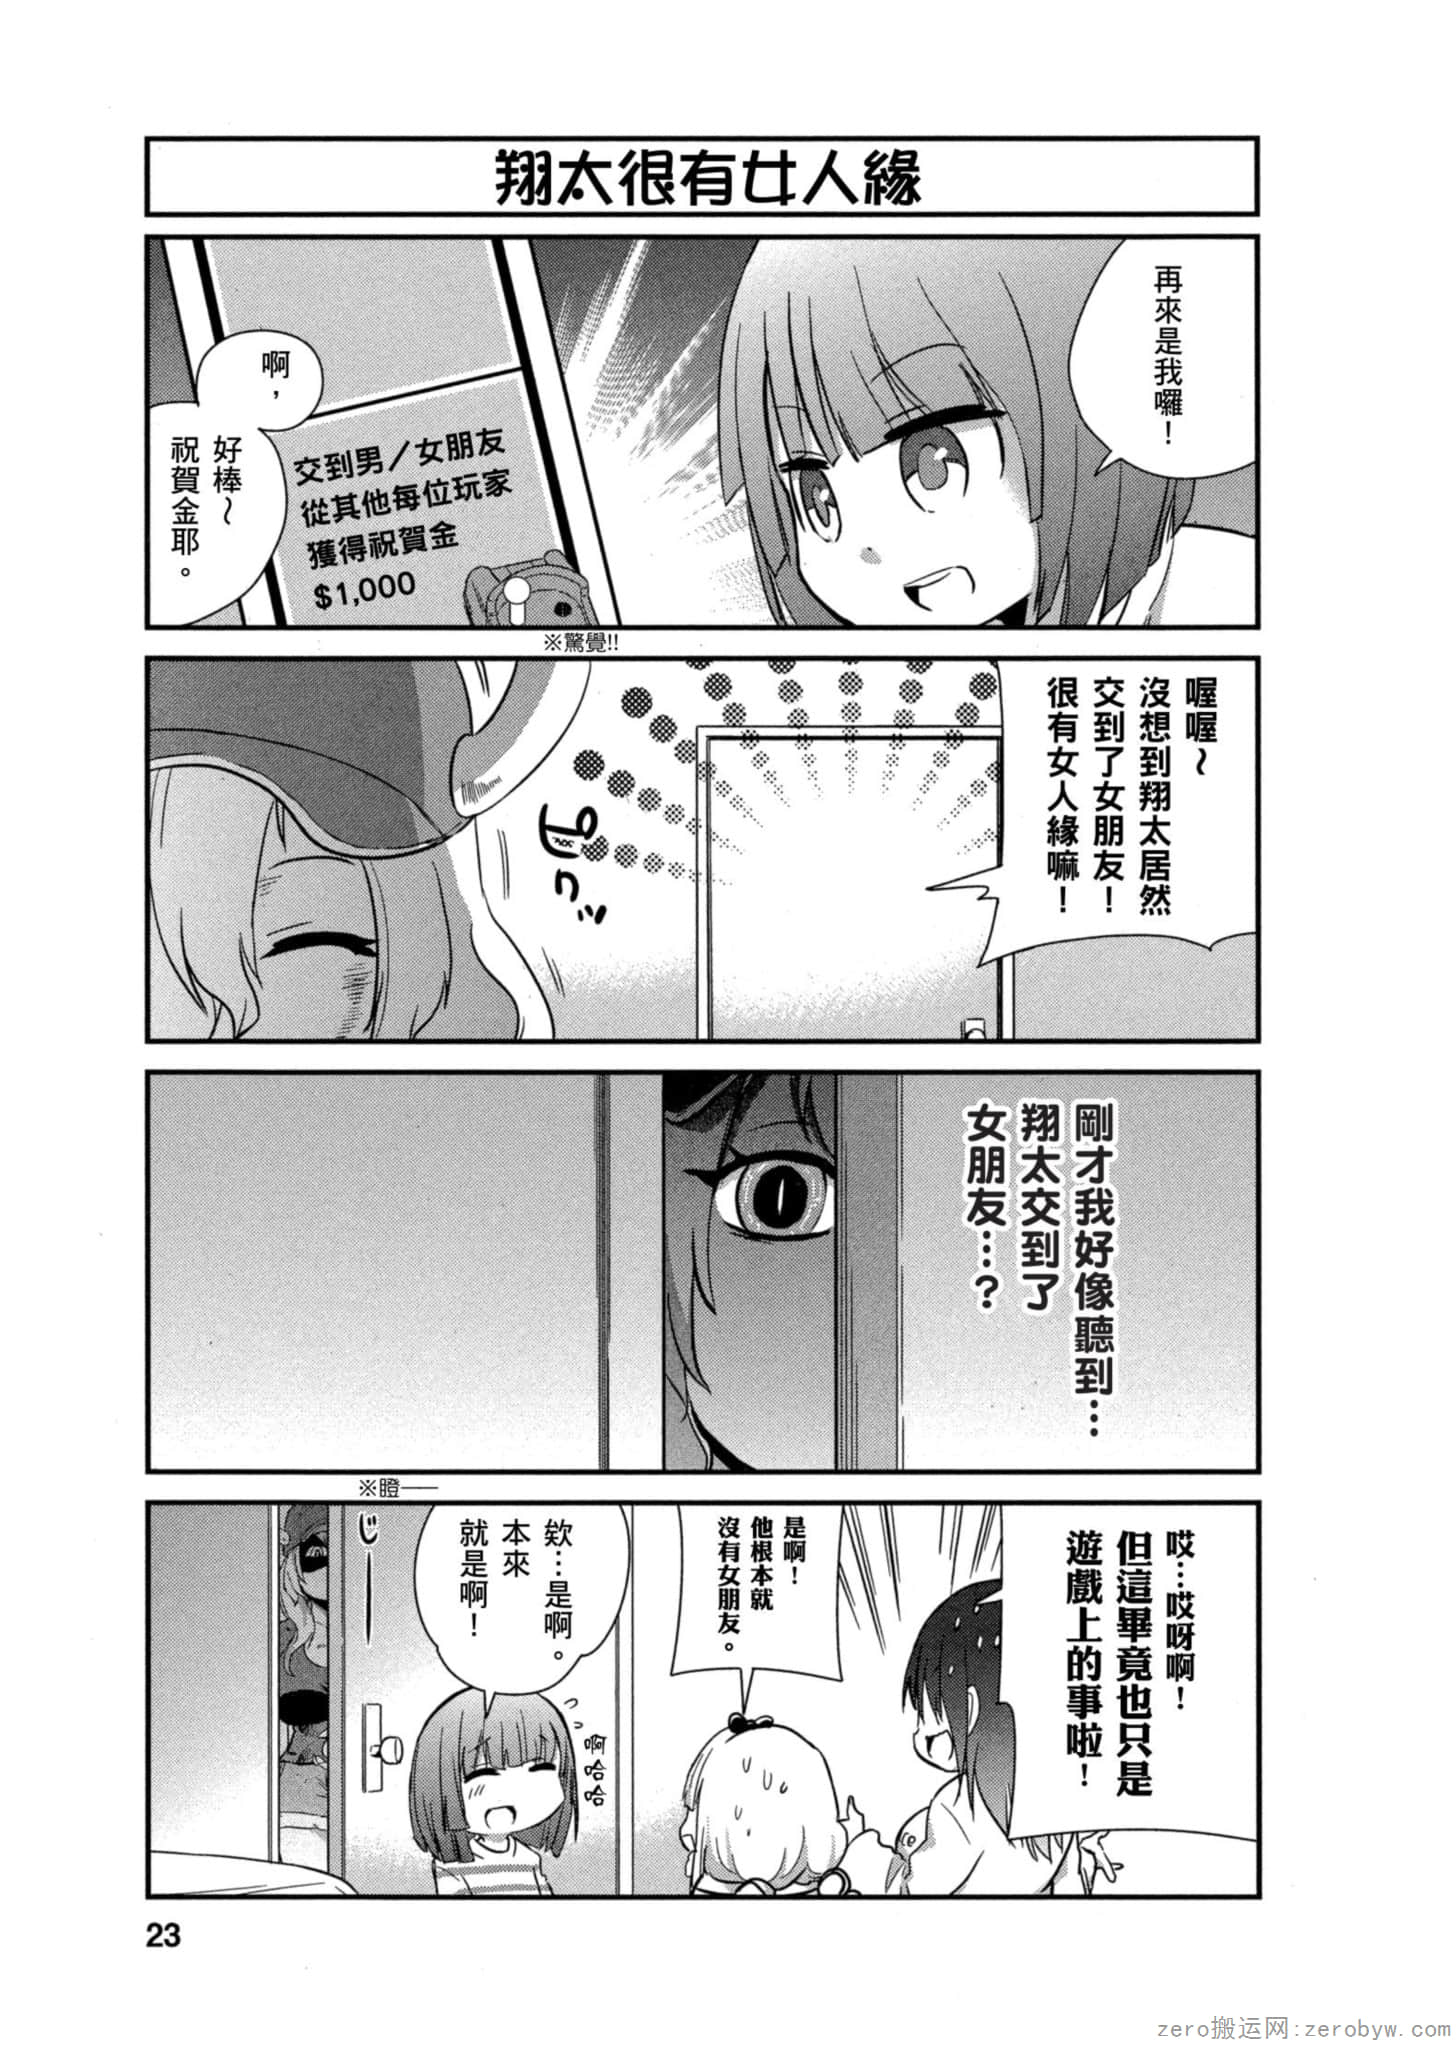 翔太很有女人緣
再來是我囉！
交到男／女朋友
從其他每位玩家
獲得祝賀金
$1,000
啊，
好棒～
祝賀金耶。
※驚覺!!
喔喔～
沒想到翔太居然
交到了女朋友！
很有女人緣嘛！
ぴくッ
剛才我好像聽到…
翔太交到了
女朋友…？
※瞪——
哎…哎呀啊！
但這畢竟也只是
遊戲上的事啦！
是啊！
他根本就
沒有女朋友。
欸…是啊。
本來
就是啊！
啊哈哈
じーー
23
zero搬运网:zerobyw.com